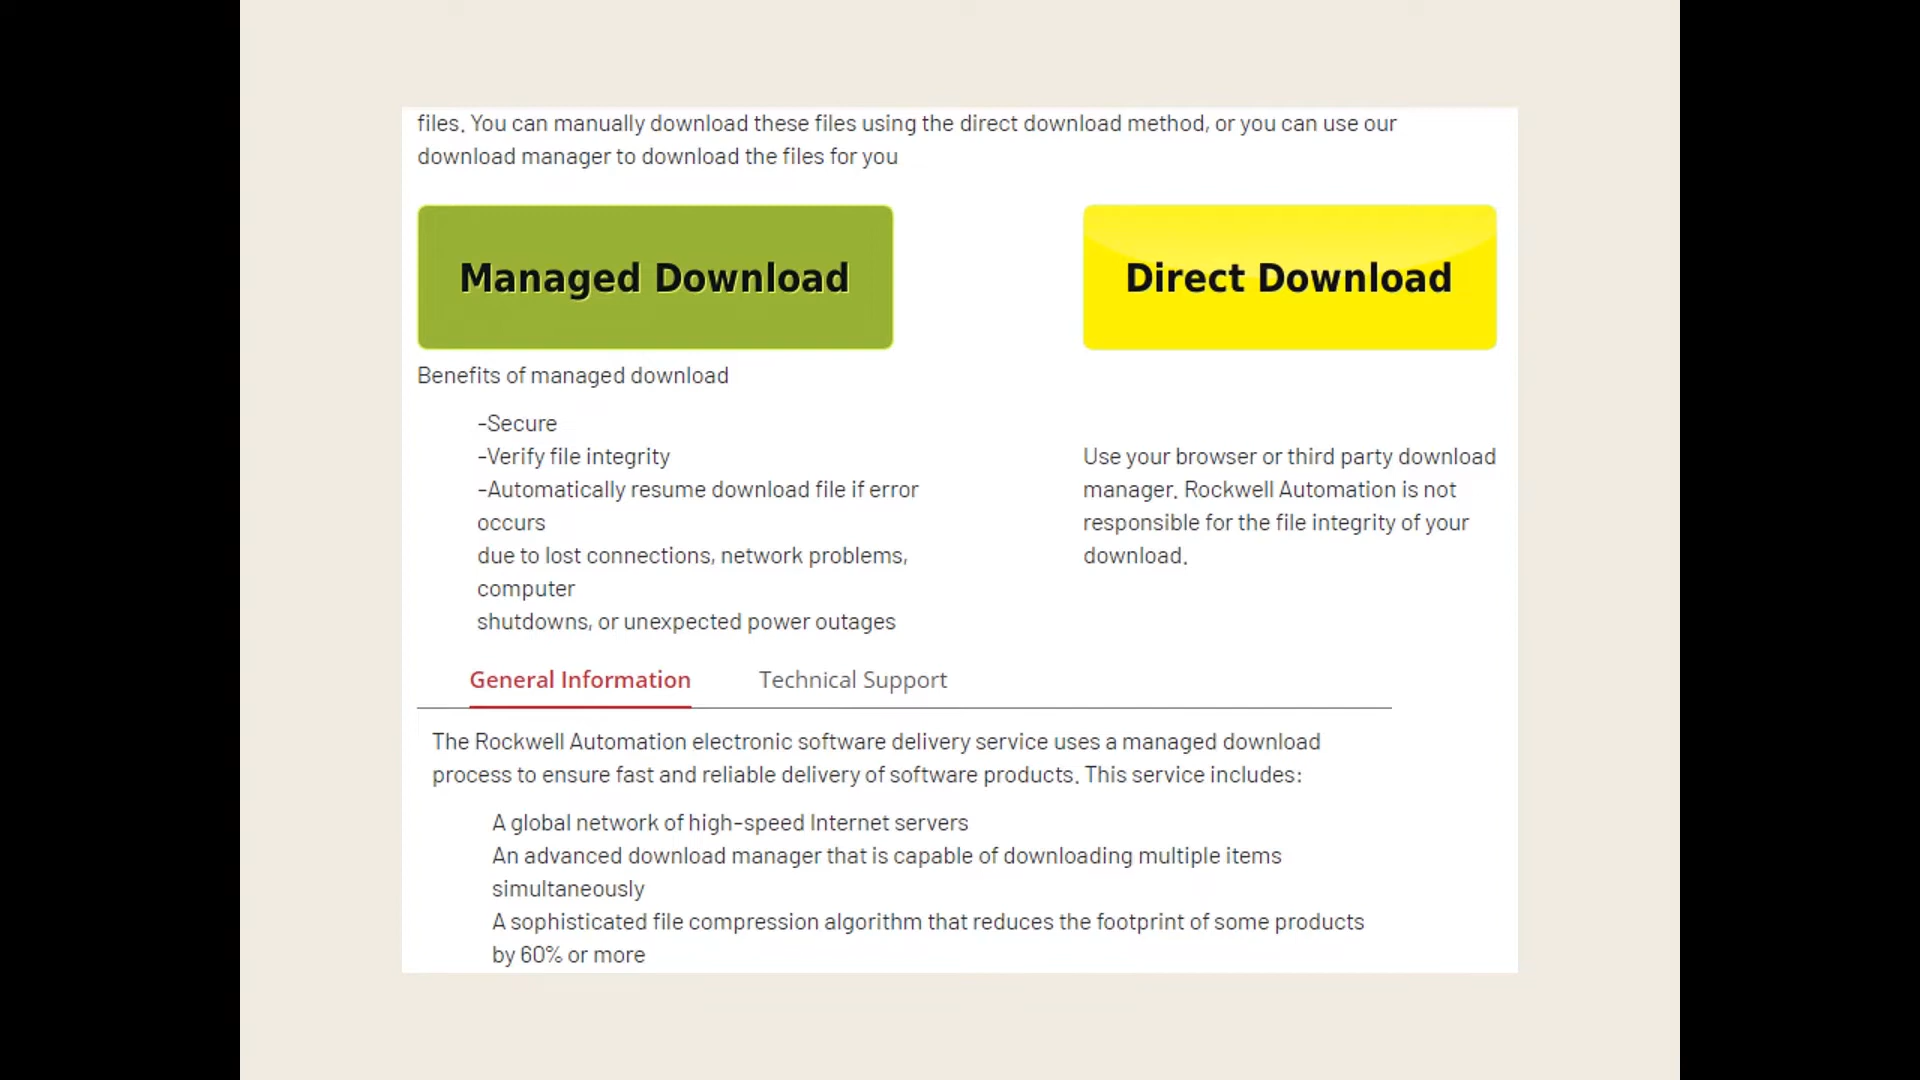 files. You can manually download these files using the direct download method, or you can use our
download manager to download the files for you
Managed Download
Direct Download
Benefits of managed download
-Secure
-Verify file integrity
-Automatically resume download file if error
occurs
due to lost connections, network problems,
computer
shutdowns, or unexpected power outages
Use your browser or third party download
manager. Rockwell Automation is not
responsible for the file integrity of your
download.
General Information
Technical Support
The Rockwell Automation electronic software delivery service uses a managed download
process to ensure fast and reliable delivery of software products. This service includes:
A global network of high-speed Internet servers
An advanced download manager that is capable of downloading multiple items
simultaneously
A sophisticated file compression algorithm that reduces the footprint of some products
by 60% or more